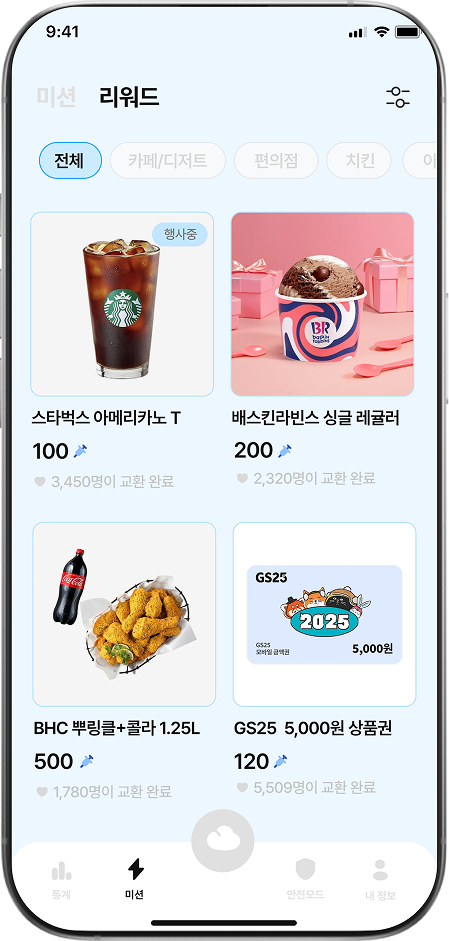 9:41
미션 리워드
전체 카페/디저트 편의점 치킨
행사중
BR
baskin robbins
스타벅스 아메리카노 T 배스킨라빈스 싱글 레귤러
100 200
3,450명이 교환 완료 2,320명이 교환 완료
Coca-Cola
GS25
2025
GS25
모바일 금액권 5,000원
BHC 뿌링클+콜라 1.25L GS25 5,000원 상품권
500 120
1,780명이 교환 완료 5,509명이 교환 완료
통계 미션 안전모드 내 정보